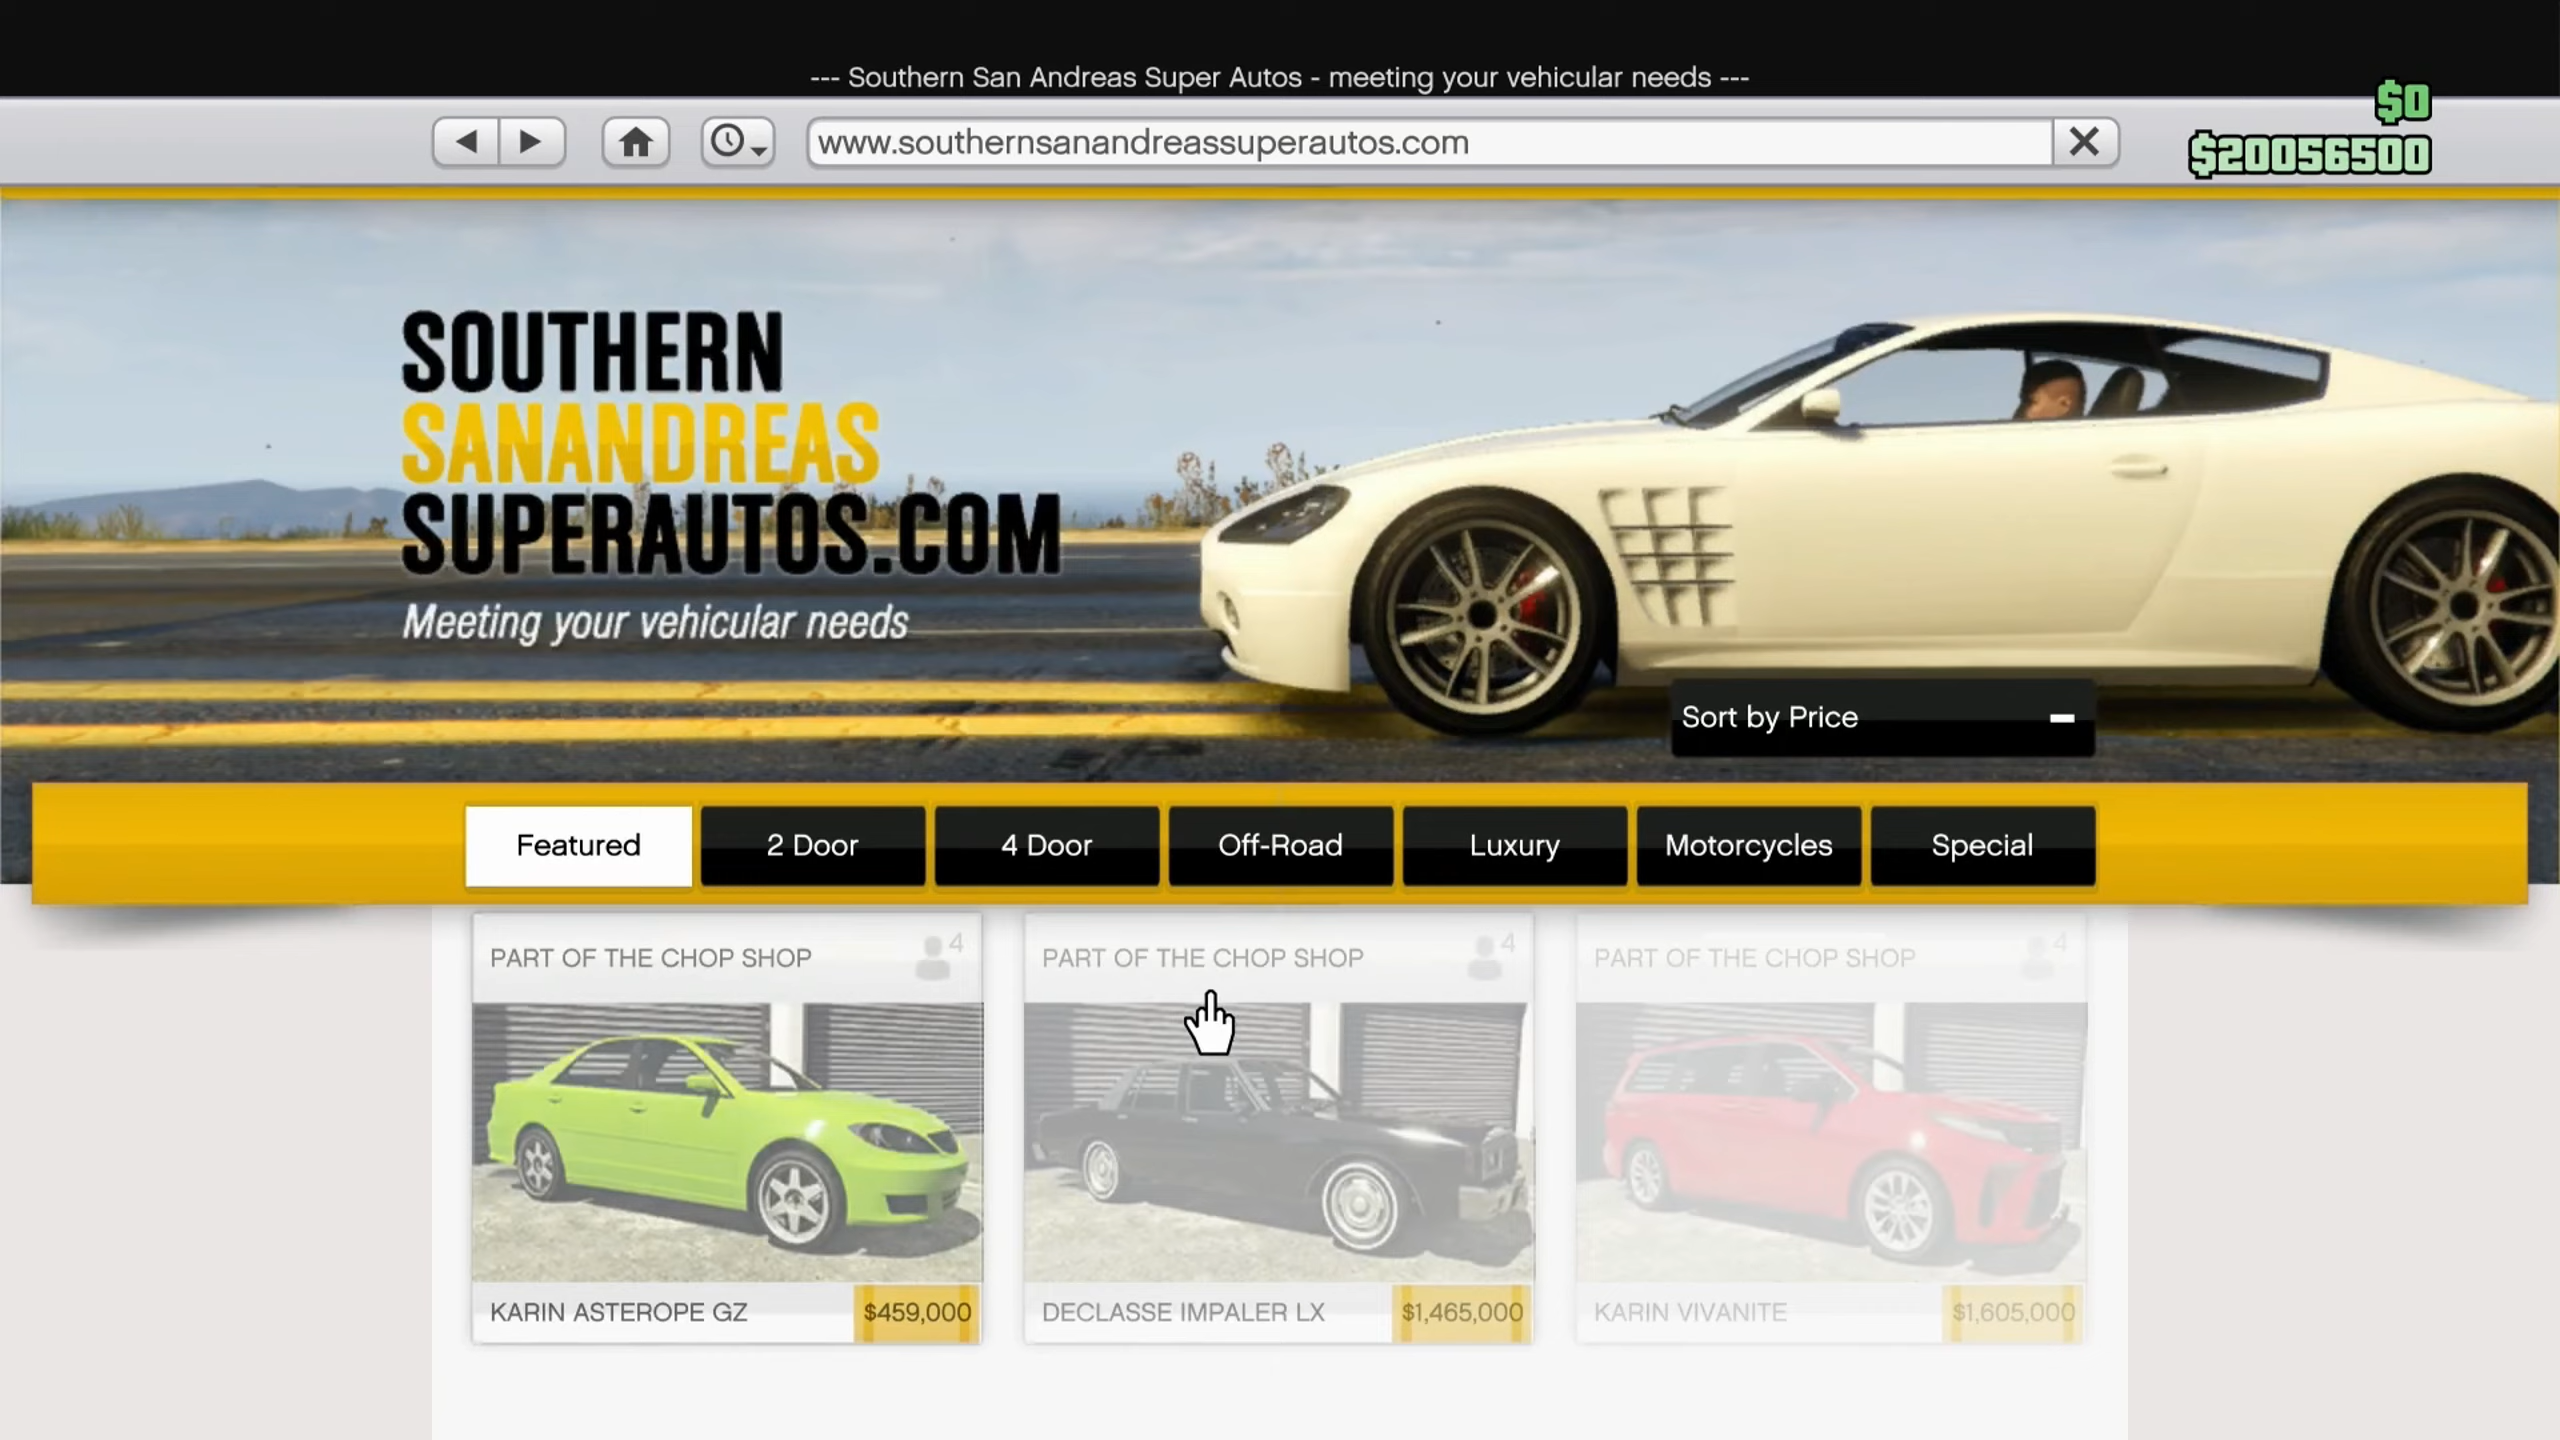 --- Southern San Andreas Super Autos - meeting your vehicular needs ---
$0
www.southernsanandreassuperautos.com
$20056500
SOUTHERN
SANANDREAS
SUPERAUTOS.COM
Meeting your vehicular needs
Sort by Price
Featured 2 Door 4 Door Off-Road Luxury Motorcycles Special
PART OF THE CHOP SHOP 4
PART OF THE CHOP SHOP 4
PART OF THE CHOP SHOP 4
KARIN ASTEROPE GZ $459,000
DECLASSE IMPALER LX $1,465,000
KARIN VIVANITE $1,605,000